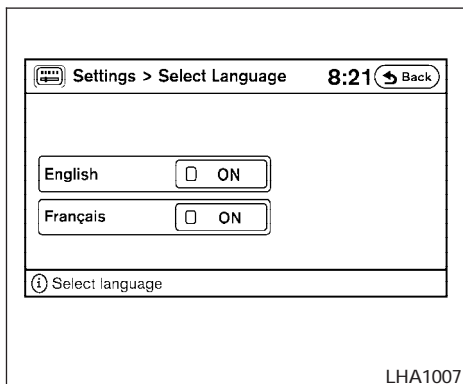 Settings > Select Language 8:21 Back
English ON
Français ON
i Select language
LHA1007